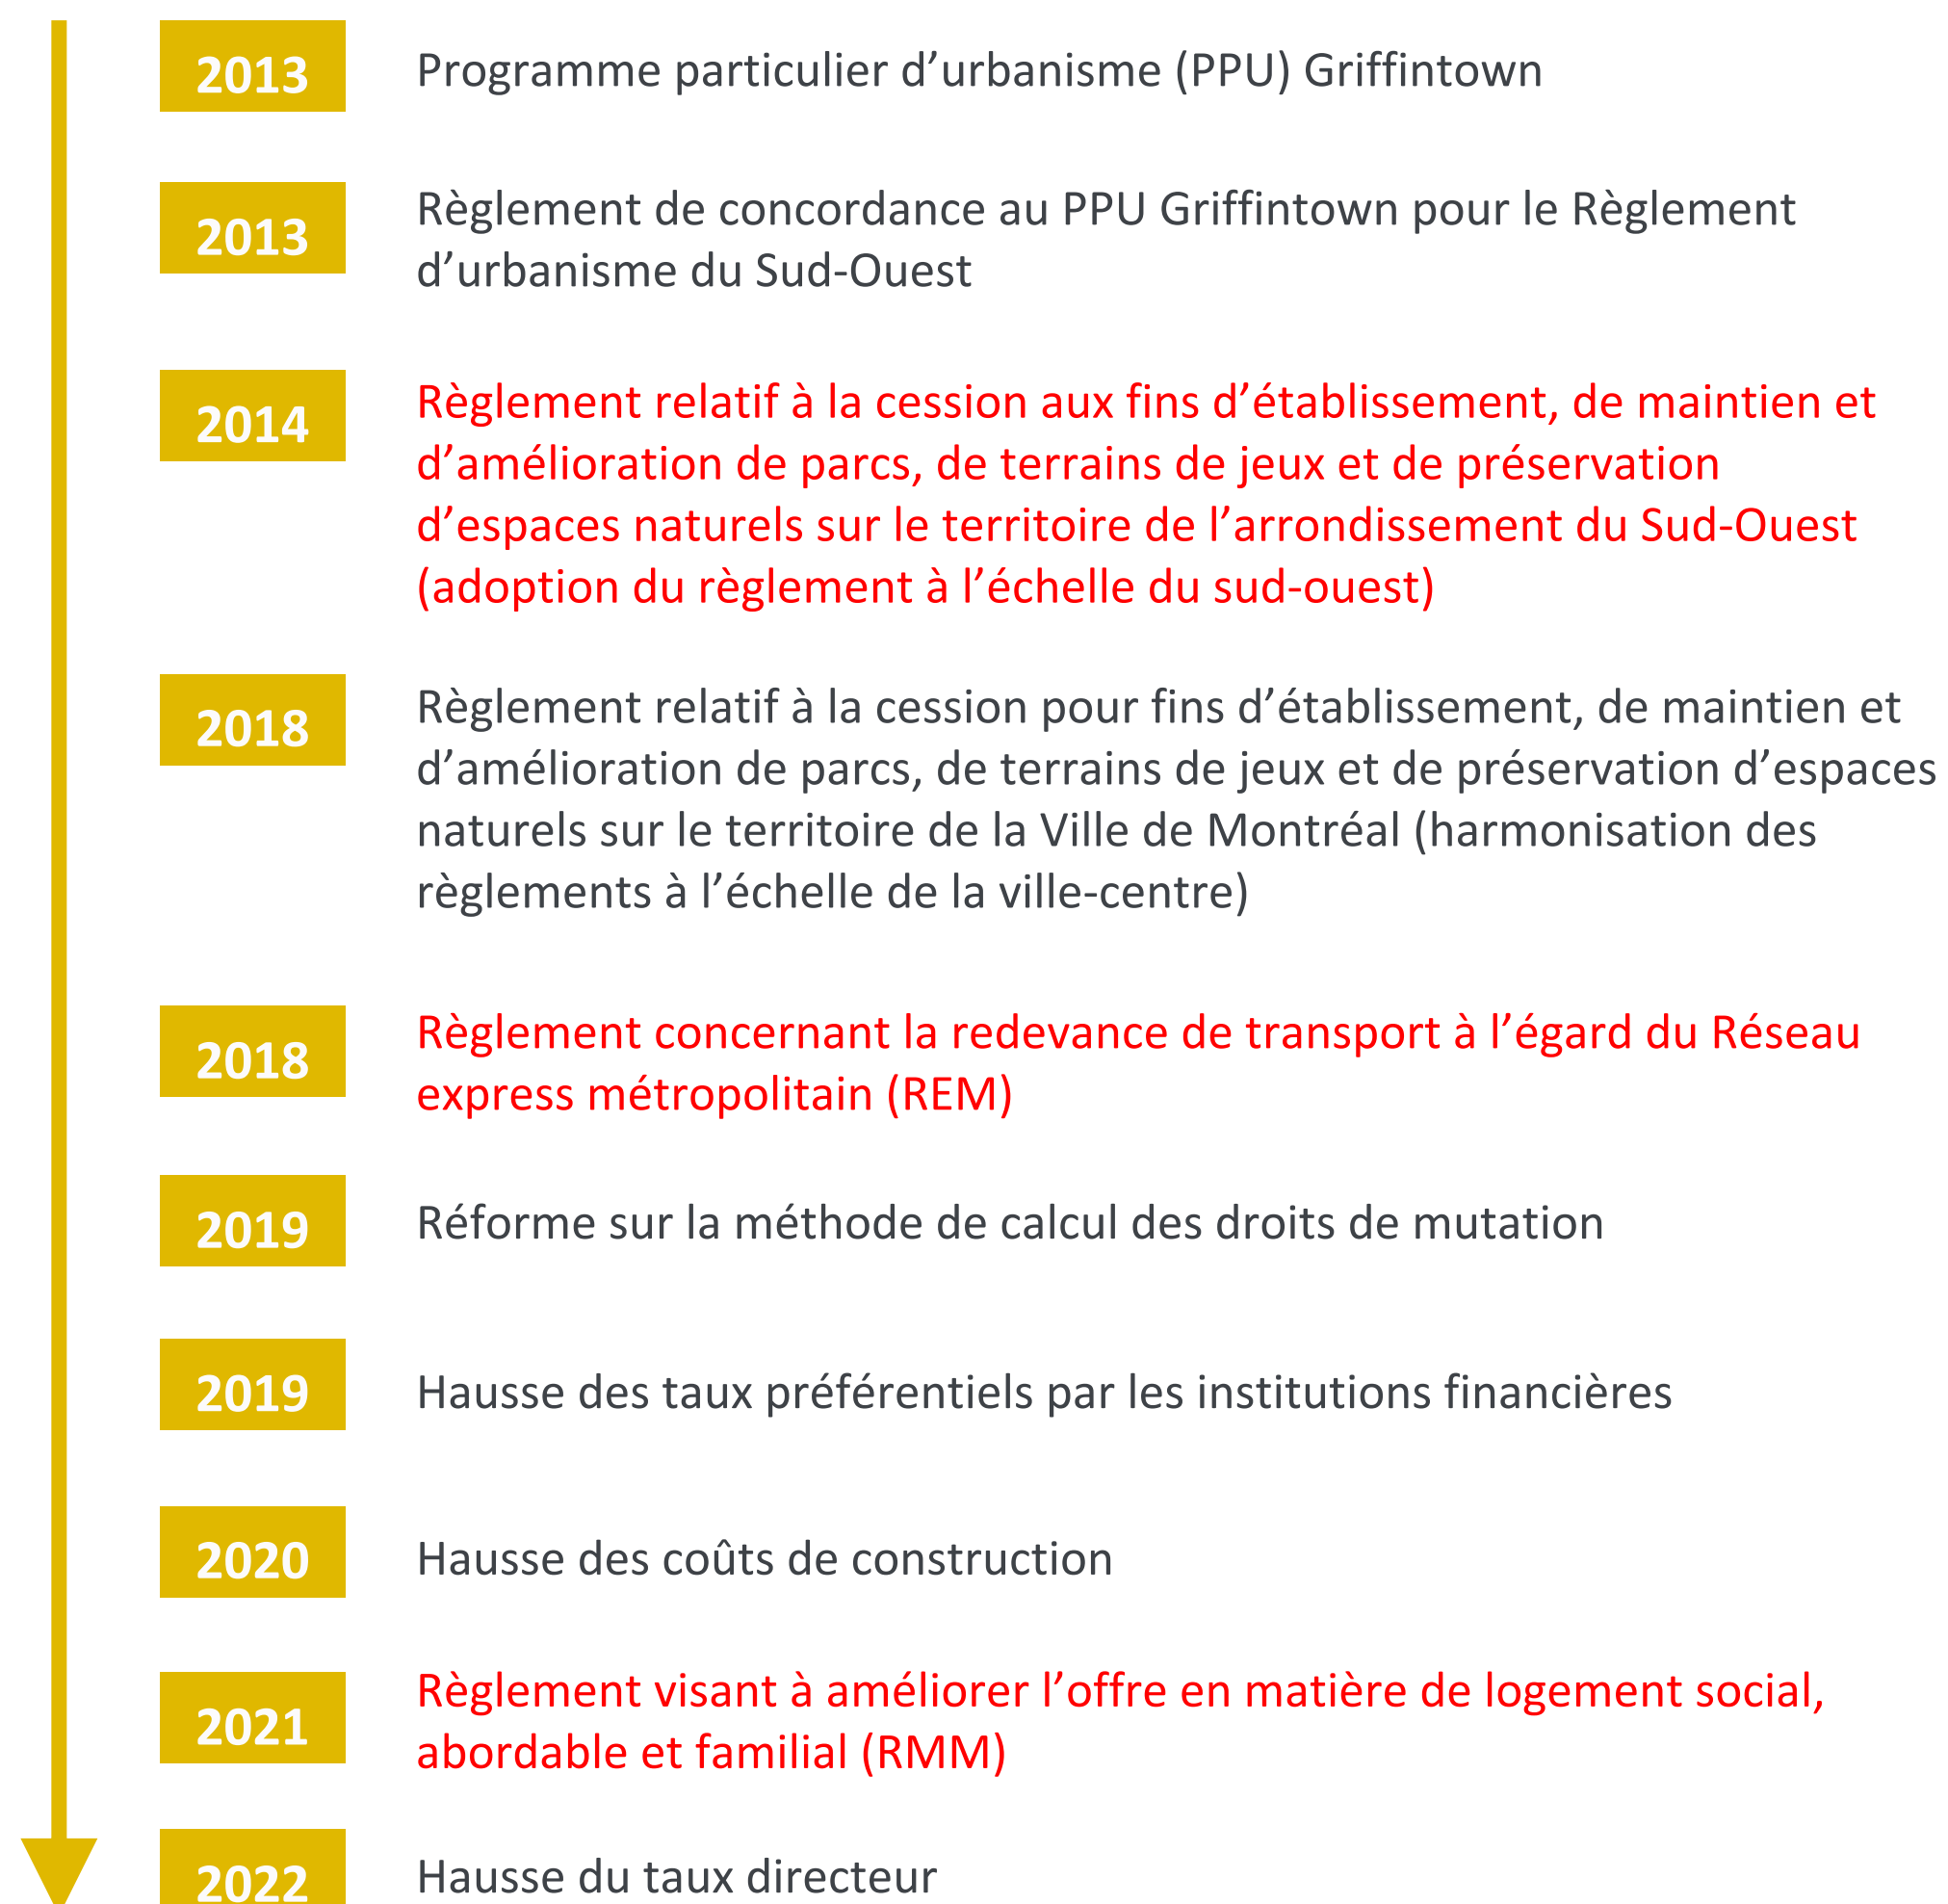 2013
Programme particulier d’urbanisme (PPU) Griffintown
2013
Règlement de concordance au PPU Griffintown pour le Règlement
d’urbanisme du Sud-Ouest
2014
Règlement relatif à la cession aux fins d’établissement, de maintien et
d’amélioration de parcs, de terrains de jeux et de préservation
d’espaces naturels sur le territoire de l’arrondissement du Sud-Ouest
(adoption du règlement à l’échelle du sud-ouest)
2018
Règlement relatif à la cession pour fins d’établissement, de maintien et
d’amélioration de parcs, de terrains de jeux et de préservation d’espaces
naturels sur le territoire de la Ville de Montréal (harmonisation des
règlements à l’échelle de la ville-centre)
2018
Règlement concernant la redevance de transport à l’égard du Réseau
express métropolitain (REM)
2019
Réforme sur la méthode de calcul des droits de mutation
2019
Hausse des taux préférentiels par les institutions financières
2020
Hausse des coûts de construction
2021
Règlement visant à améliorer l’offre en matière de logement social,
abordable et familial (RMM)
2022
Hausse du taux directeur